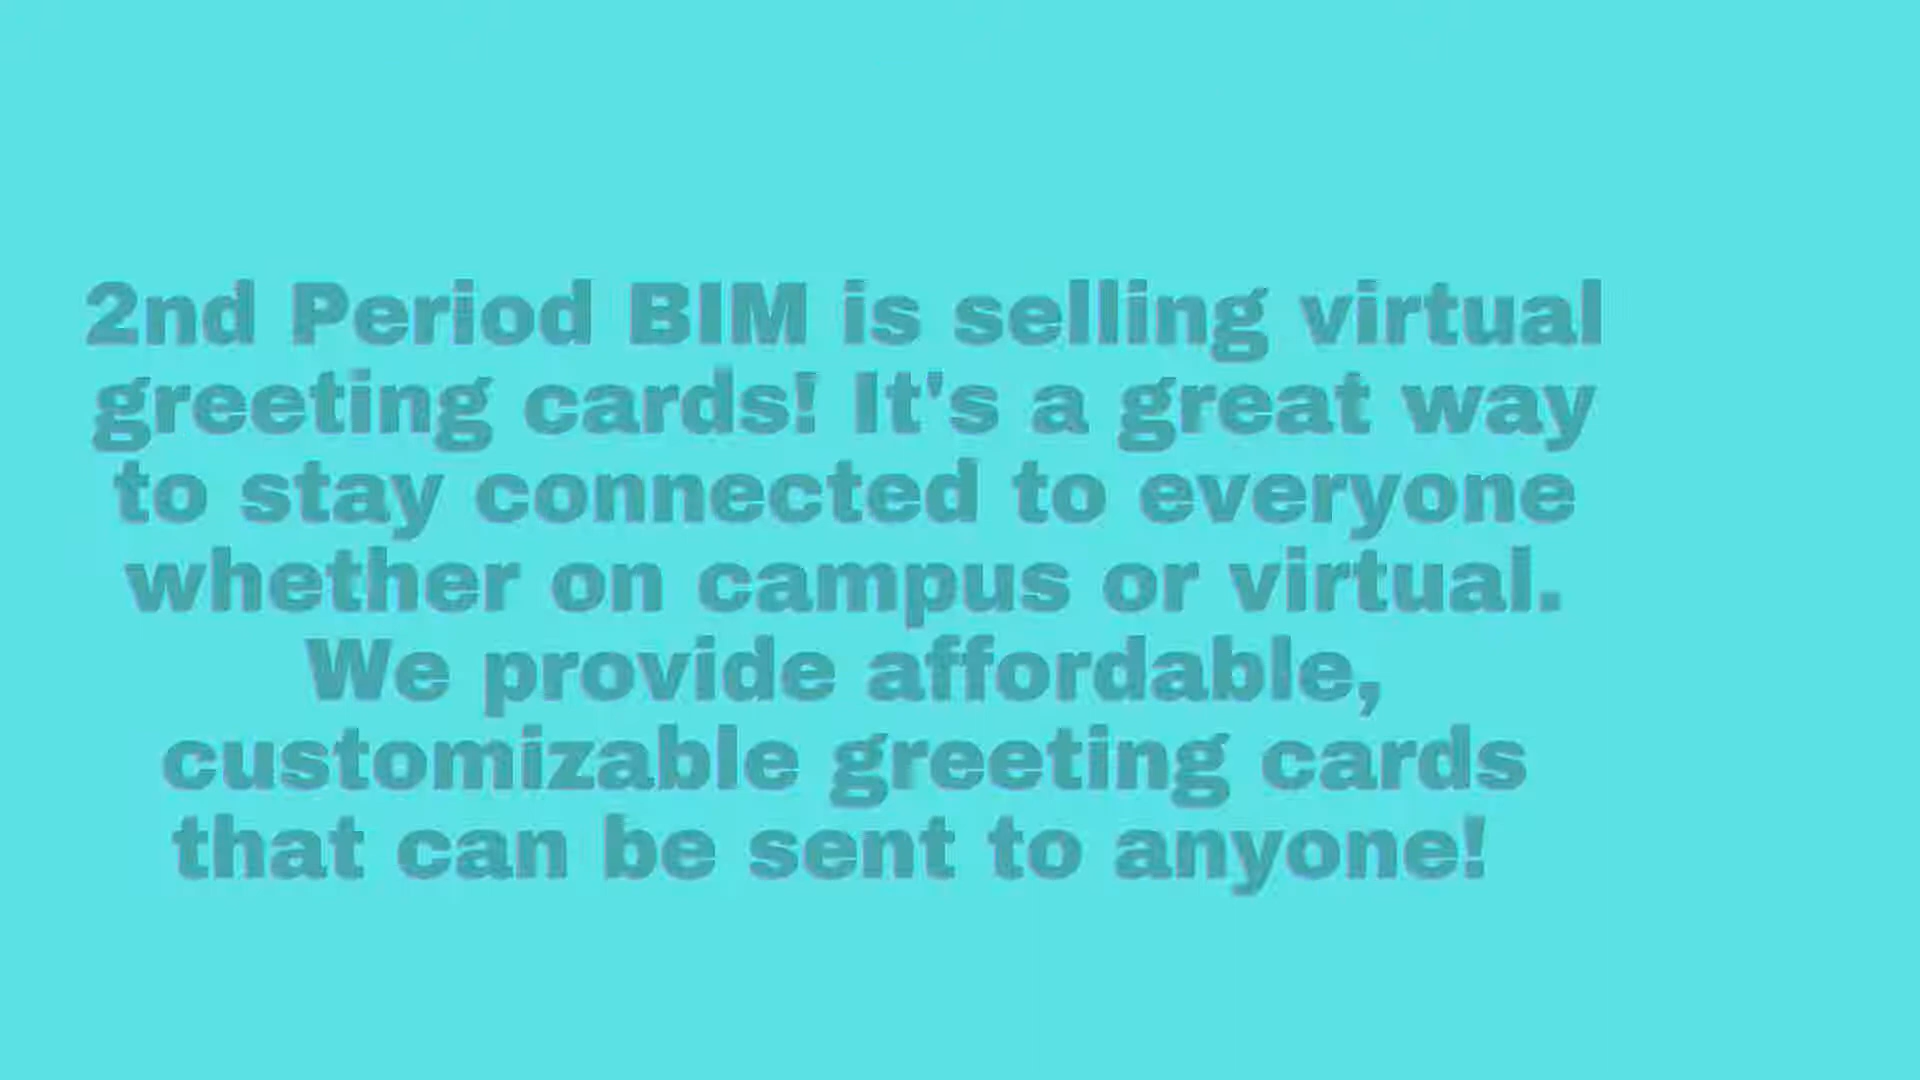 2nd Period BIM is selling virtual
greeting cards! It's a great way
to stay connected to everyone
whether on campus or virtual.
We provide affordable,
customizable greeting cards
that can be sent to anyone!